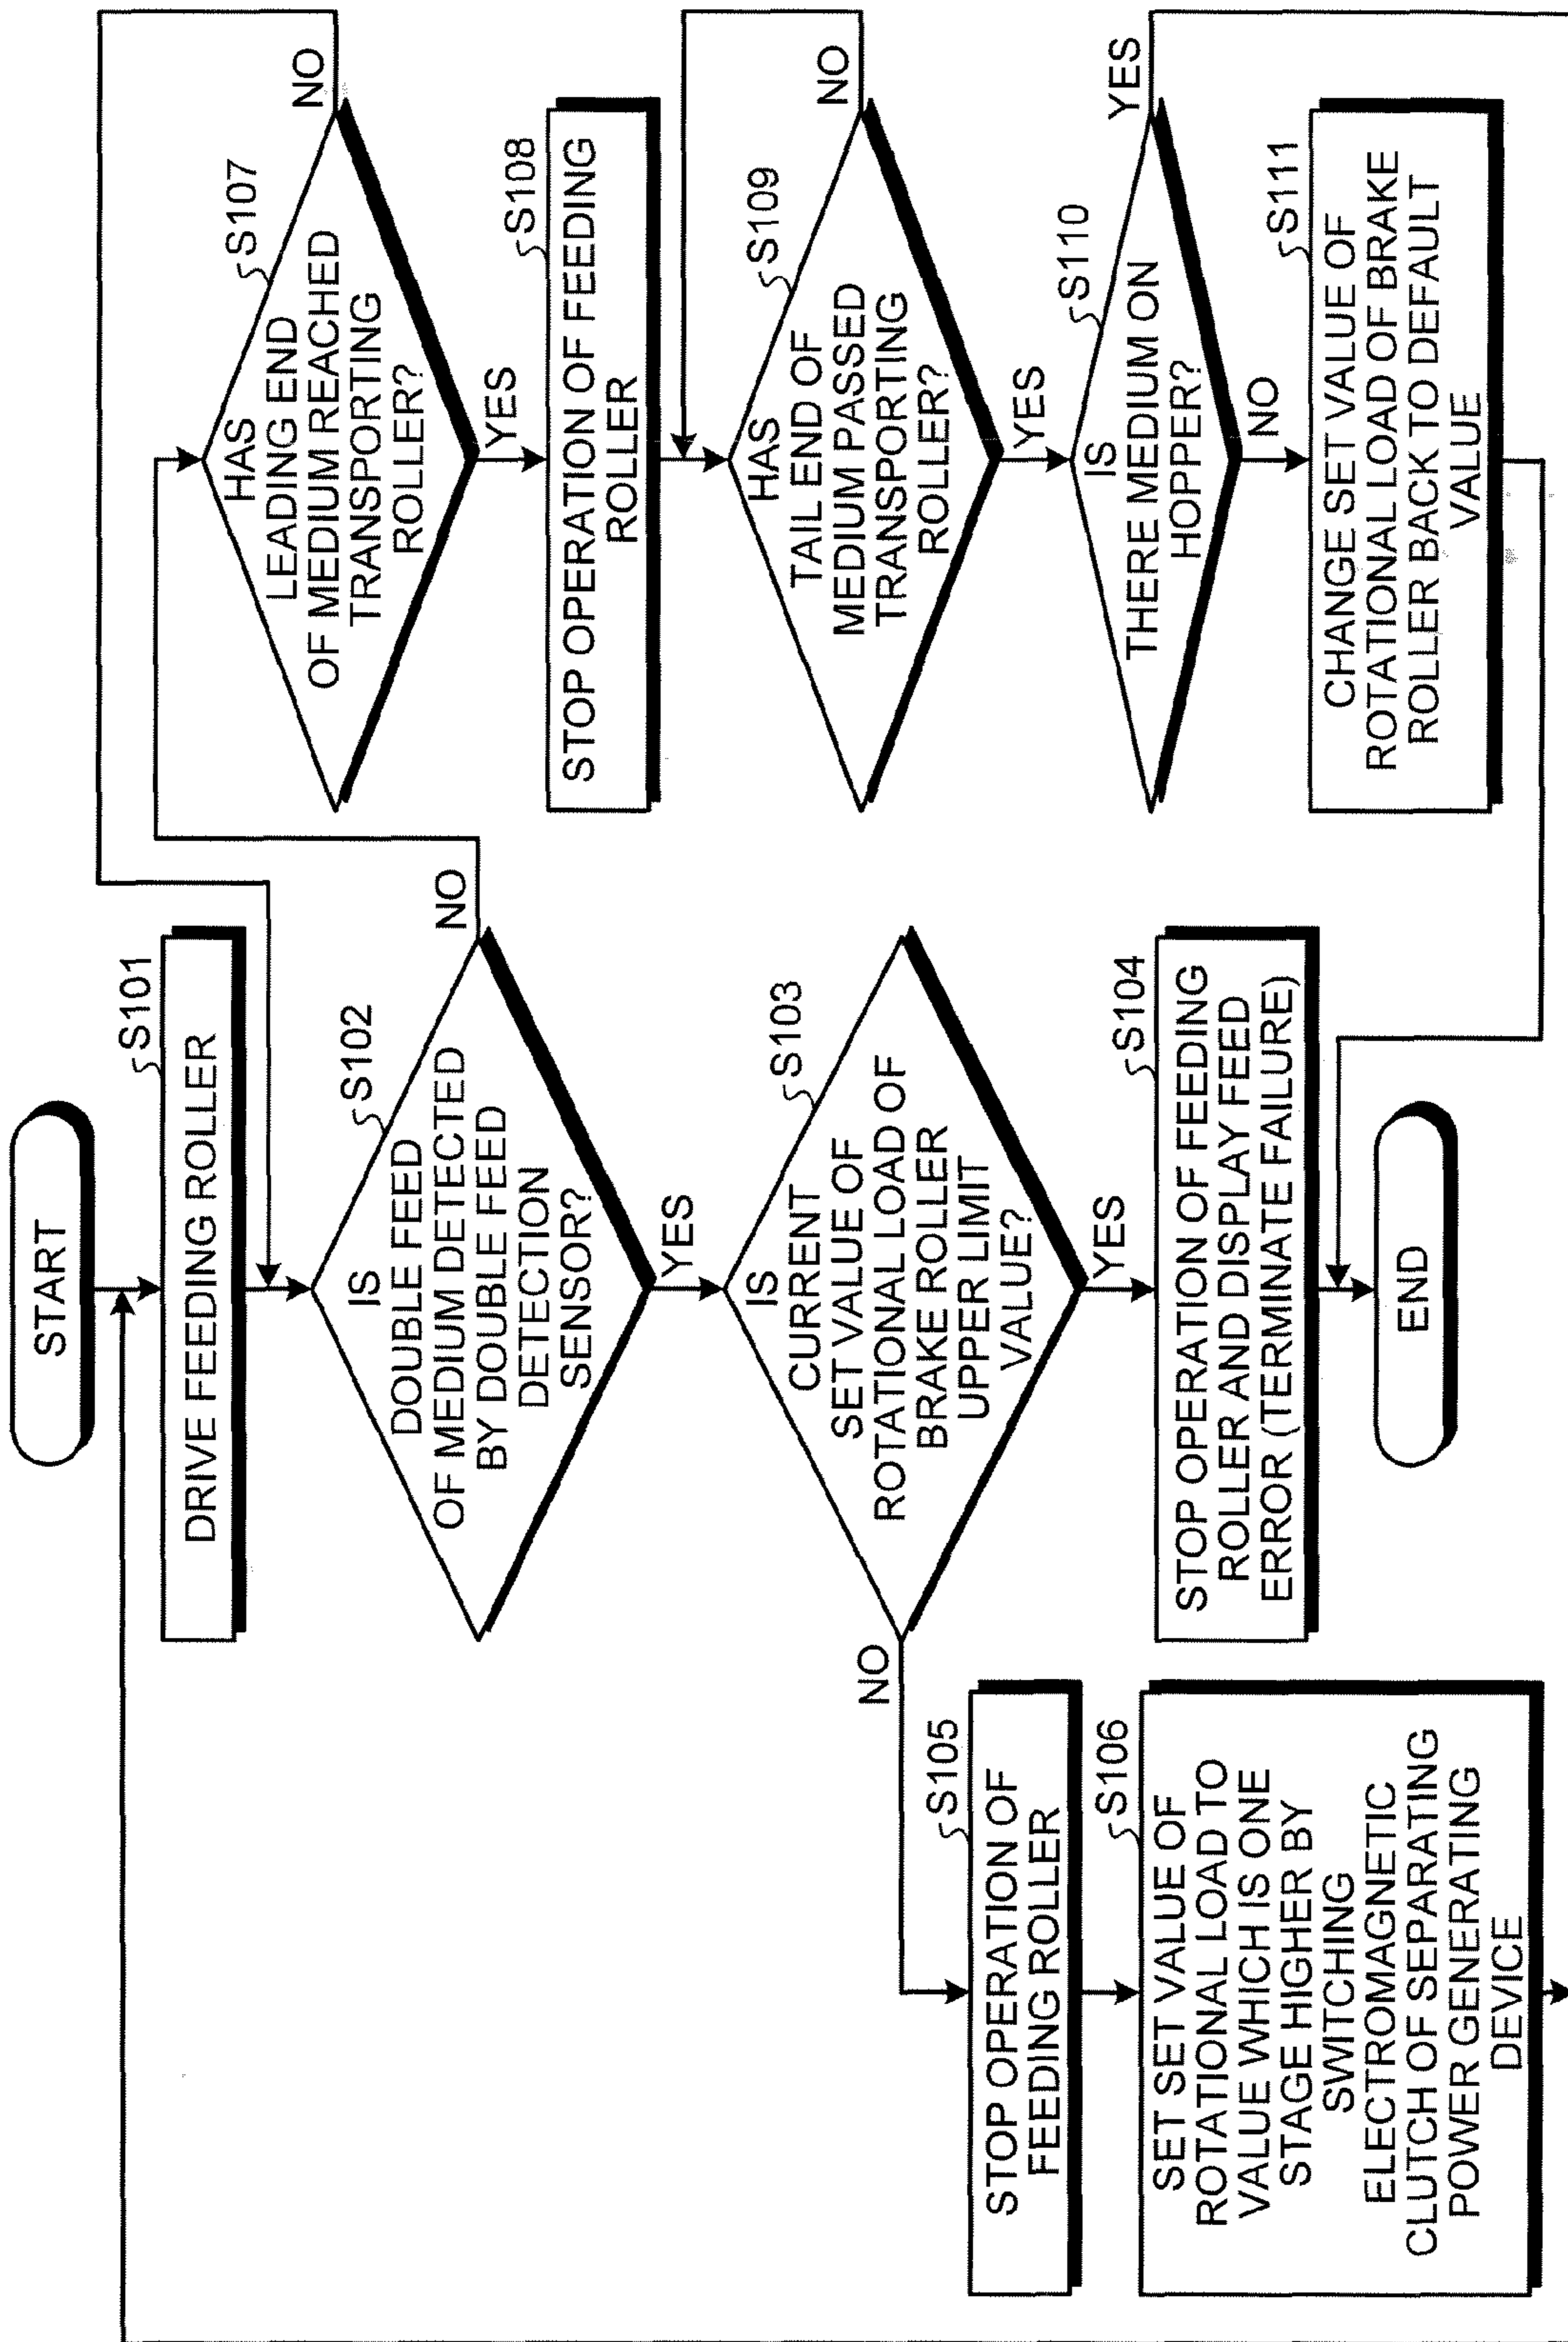 START
S101
DRIVE FEEDING ROLLER
S102
IS
DOUBLE FEED
OF MEDIUM DETECTED
BY DOUBLE FEED
DETECTION
SENSOR?
NO
YES
S103
IS
CURRENT
SET VALUE OF
ROTATIONAL LOAD OF
BRAKE ROLLER
UPPER LIMIT
VALUE?
NO
YES
S104
STOP OPERATION OF FEEDING
ROLLER AND DISPLAY FEED
ERROR (TERMINATE FAILURE)
END
S105
STOP OPERATION OF
FEEDING ROLLER
S106
SET SET VALUE OF
ROTATIONAL LOAD TO
VALUE WHICH IS ONE
STAGE HIGHER BY
SWITCHING
ELECTROMAGNETIC
CLUTCH OF SEPARATING
POWER GENERATING
DEVICE
S107
HAS
LEADING END
OF MEDIUM REACHED
TRANSPORTING
ROLLER?
NO
YES
S108
STOP OPERATION OF FEEDING
ROLLER
S109
HAS
TAIL END OF
MEDIUM PASSED
TRANSPORTING
ROLLER?
NO
YES
S110
IS
THERE MEDIUM ON
HOPPER?
YES
NO
S111
CHANGE SET VALUE OF
ROTATIONAL LOAD OF BRAKE
ROLLER BACK TO DEFAULT
VALUE